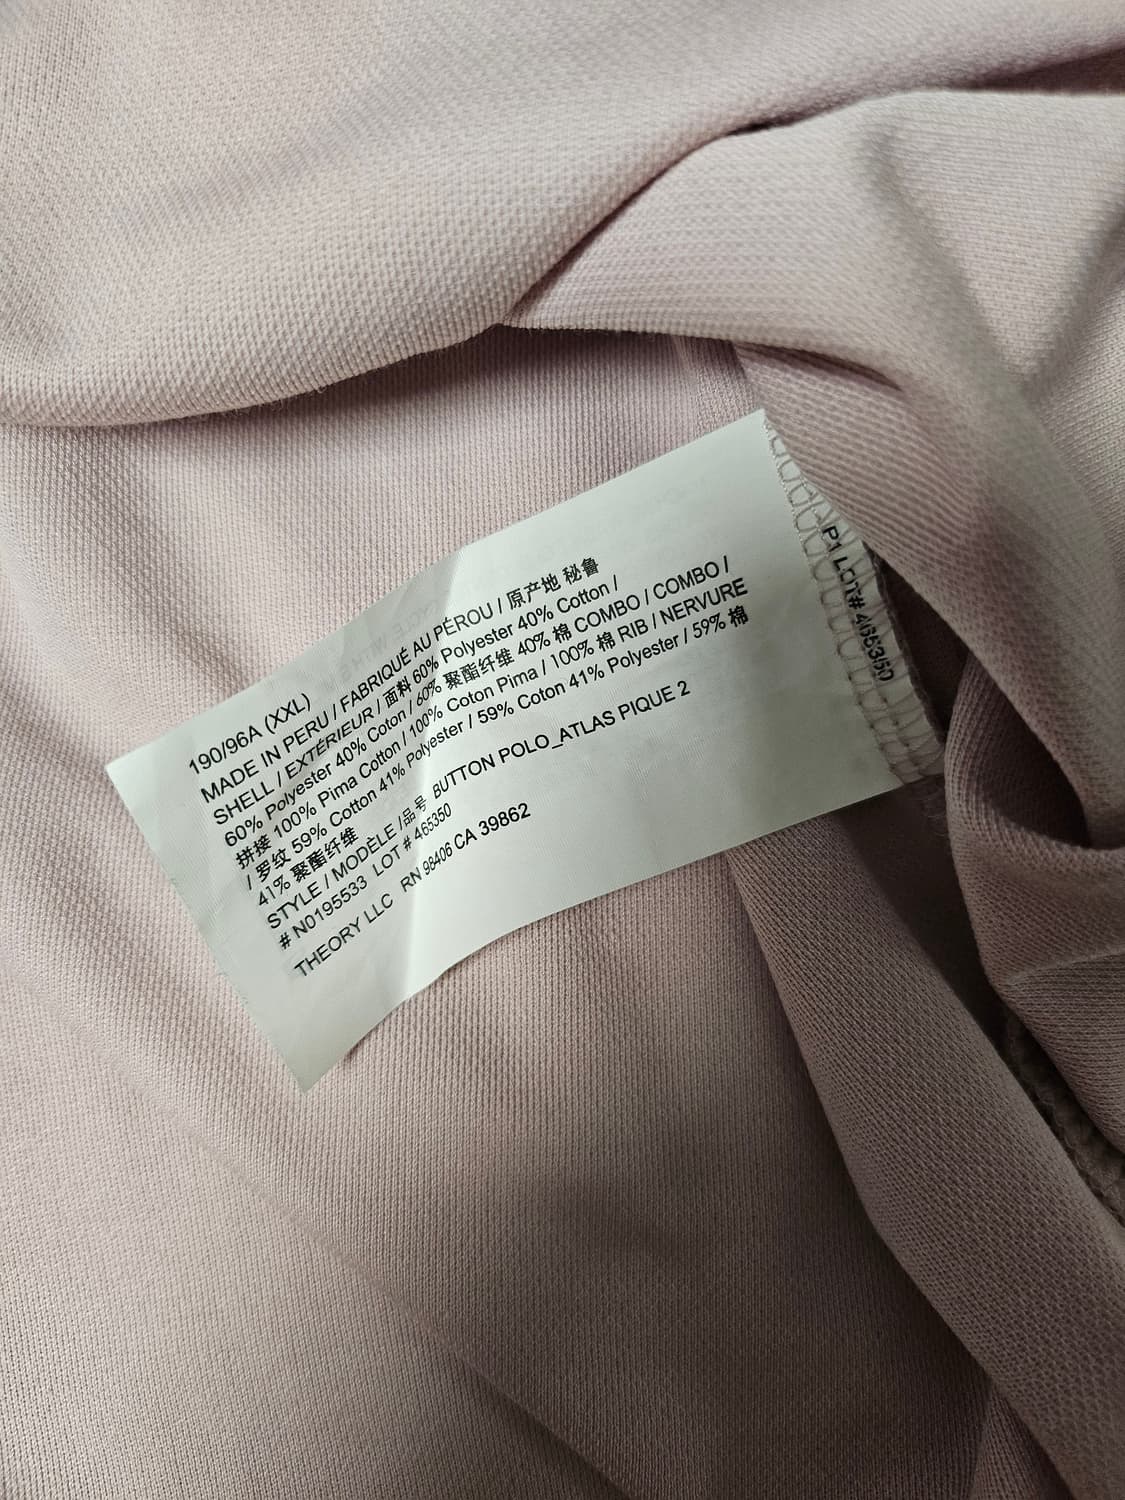 190/96A (XXL)
MADE IN PERU / FABRIQUÉ AU PÉROU / 原产地 秘鲁
SHELL / EXTÉRIEUR / 面料 60% Polyester 40% Cotton /
60% Polyester 40% Coton / 60% 聚酯纤维 40% 棉 COMBO / COMBO /
拼接 100% Pima Cotton / 100% Coton Pima / 100% 棉 RIB / NERVURE
/ 罗纹 59% Cotton 41% Polyester / 59% Coton 41% Polyester / 59% 棉
41% 聚酯纤维
STYLE / MODÈLE /品号 BUTTON POLO_ATLAS PIQUE 2
# N0195533 LOT # 465350
THEORY LLC RN 98406 CA 39862
P1 LOT# 465350